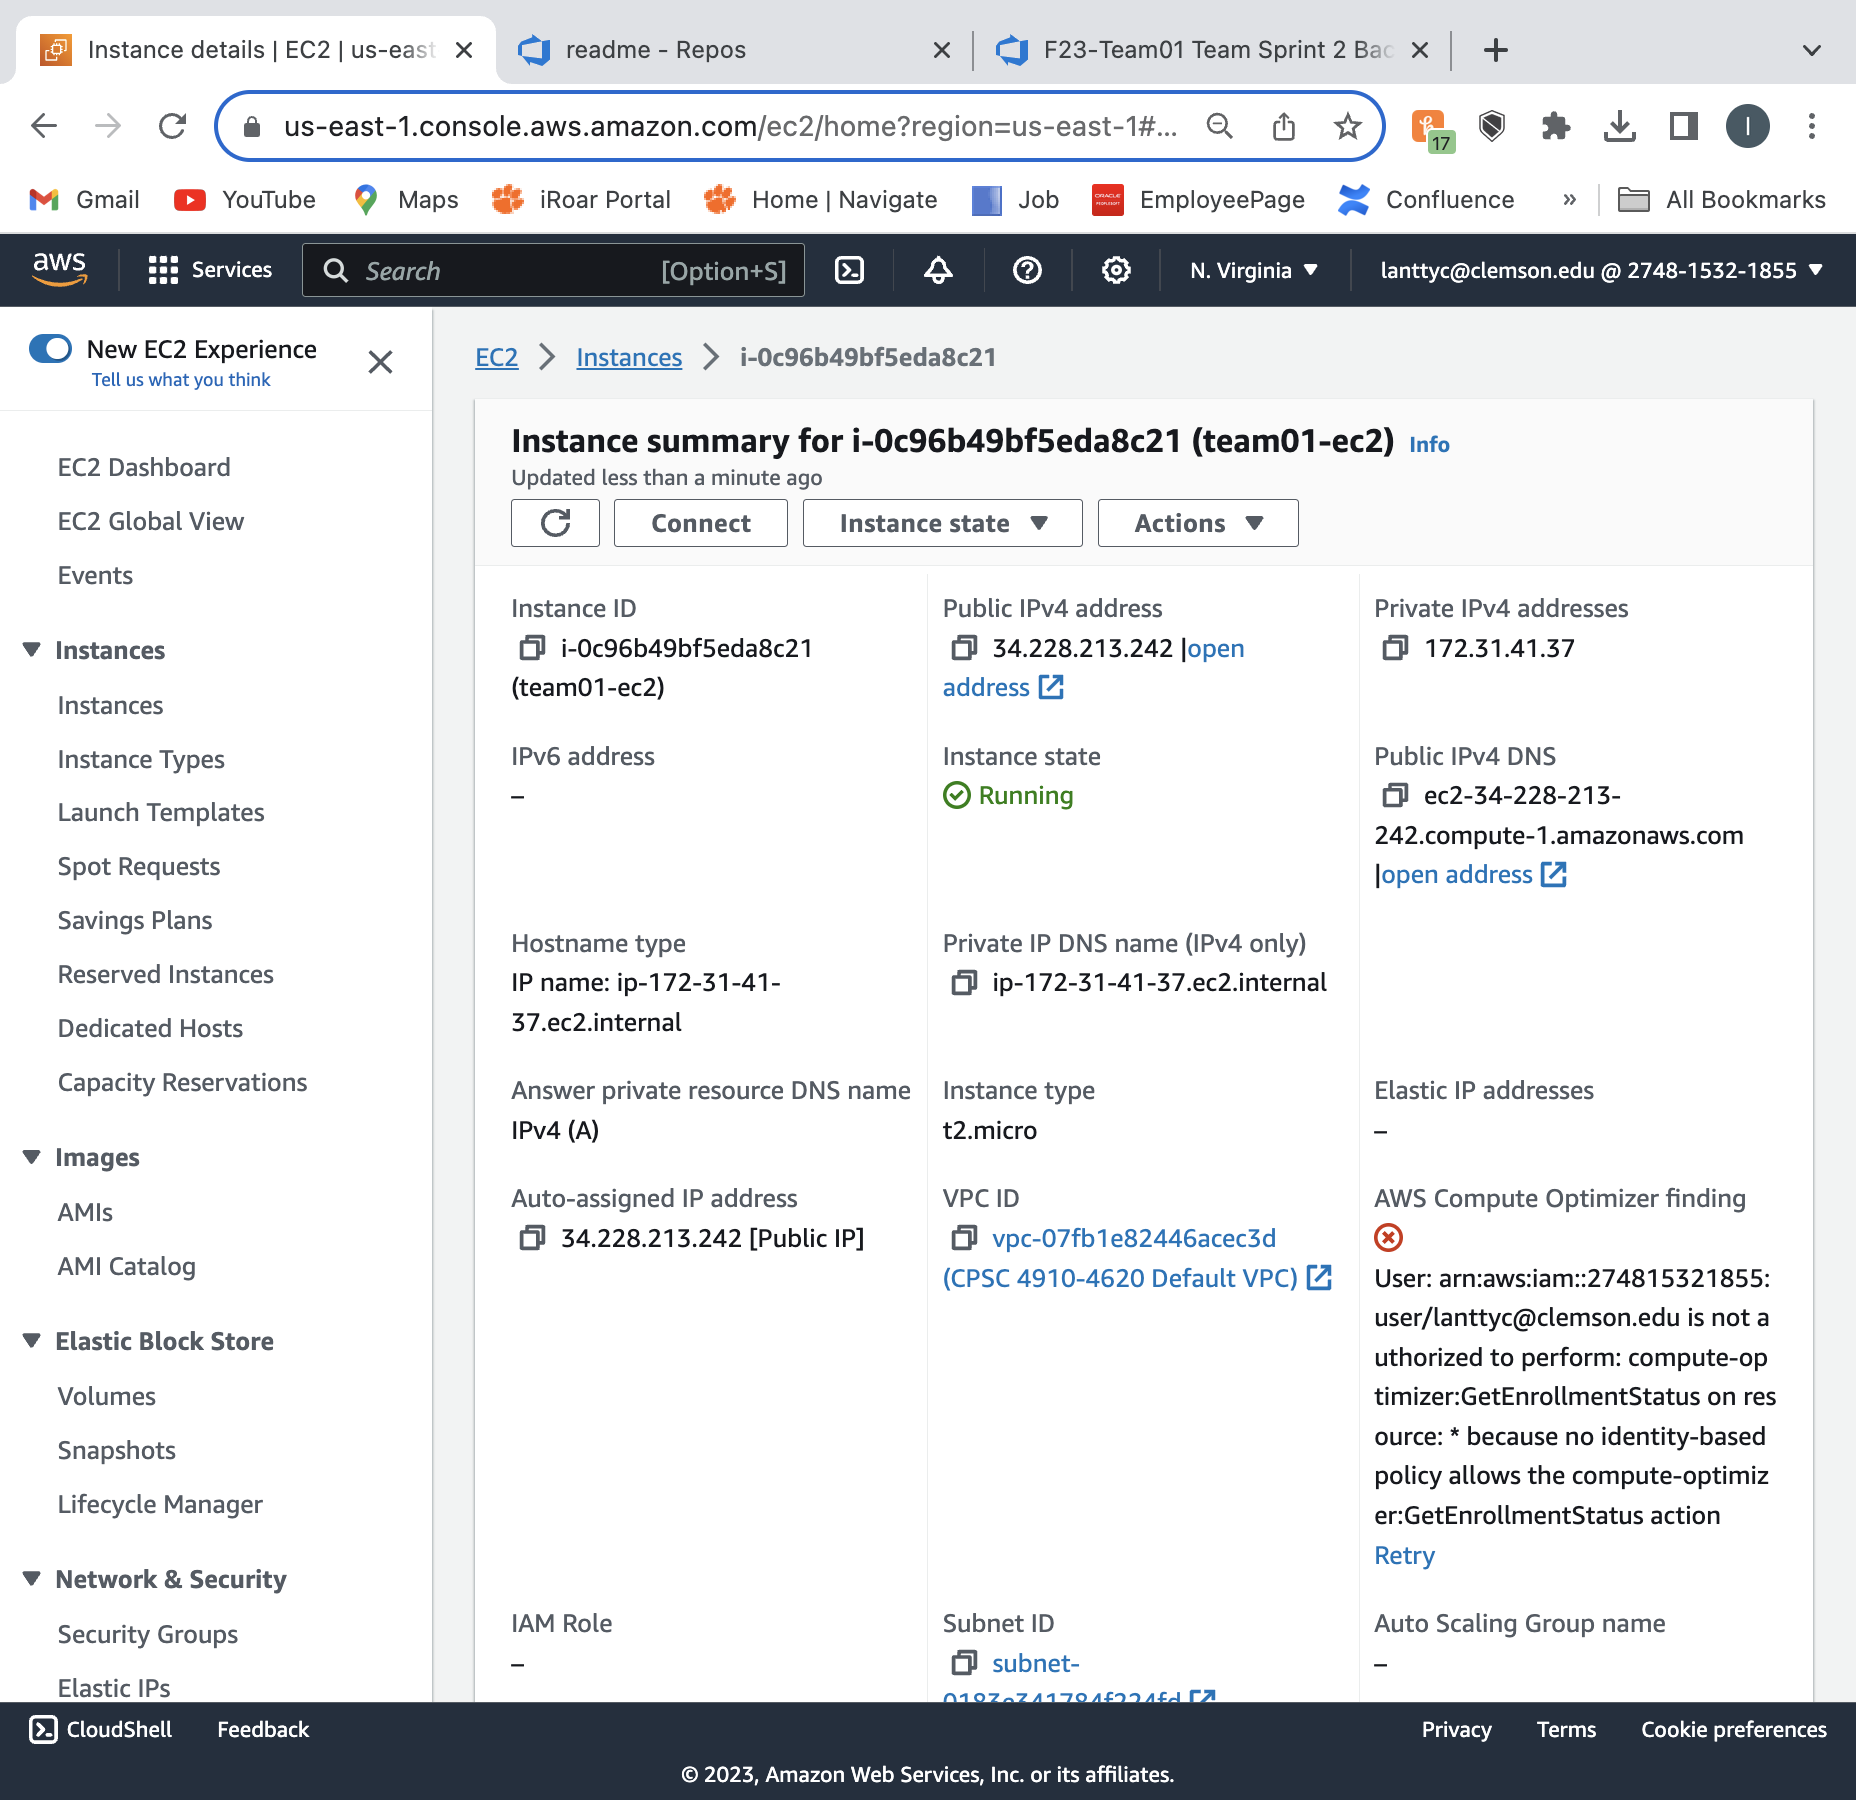 Instance details | EC2 | us-east
readme - Repos
F23-Team01 Team Sprint 2 Bac
us-east-1.console.aws.amazon.com/ec2/home?region=us-east-1#...
17
I
Gmail
YouTube
Maps
iRoar Portal
Home | Navigate
Job
EmployeePage
Confluence
»
All Bookmarks
aws
Services
Search
[Option+S]
N. Virginia
lanttyc@clemson.edu @ 2748-1532-1855
New EC2 Experience
Tell us what you think
EC2 Dashboard
EC2 Global View
Events
Instances
Instances
Instance Types
Launch Templates
Spot Requests
Savings Plans
Reserved Instances
Dedicated Hosts
Capacity Reservations
Images
AMIs
AMI Catalog
Elastic Block Store
Volumes
Snapshots
Lifecycle Manager
Network & Security
Security Groups
Elastic IPs
EC2 > Instances > i-0c96b49bf5eda8c21
Instance summary for i-0c96b49bf5eda8c21 (team01-ec2) Info
Updated less than a minute ago
Connect
Instance state
Actions
Instance ID
i-0c96b49bf5eda8c21
(team01-ec2)
Public IPv4 address
34.228.213.242 |open
address
Private IPv4 addresses
172.31.41.37
IPv6 address
–
Instance state
Running
Public IPv4 DNS
ec2-34-228-213-
242.compute-1.amazonaws.com
|open address
Hostname type
IP name: ip-172-31-41-
37.ec2.internal
Private IP DNS name (IPv4 only)
ip-172-31-41-37.ec2.internal
Answer private resource DNS name
IPv4 (A)
Instance type
t2.micro
Elastic IP addresses
–
Auto-assigned IP address
34.228.213.242 [Public IP]
VPC ID
vpc-07fb1e82446acec3d
(CPSC 4910-4620 Default VPC)
AWS Compute Optimizer finding
User: arn:aws:iam::274815321855:
user/lanttyc@clemson.edu is not a
uthorized to perform: compute-op
timizer:GetEnrollmentStatus on res
ource: * because no identity-based
policy allows the compute-optimiz
er:GetEnrollmentStatus action
Retry
IAM Role
–
Subnet ID
subnet-
Auto Scaling Group name
–
CloudShell
Feedback
Privacy
Terms
Cookie preferences
© 2023, Amazon Web Services, Inc. or its affiliates.